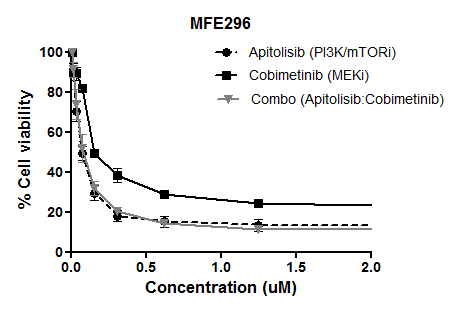 MFE296
Apitolisib (PI3K/mTORi)
Cobimetinib (MEKi)
Combo (Apitolisib:Cobimetinib)
% Cell viability
100
80
60
40
20
0
0.0 0.5 1.0 1.5 2.0
Concentration (uM)